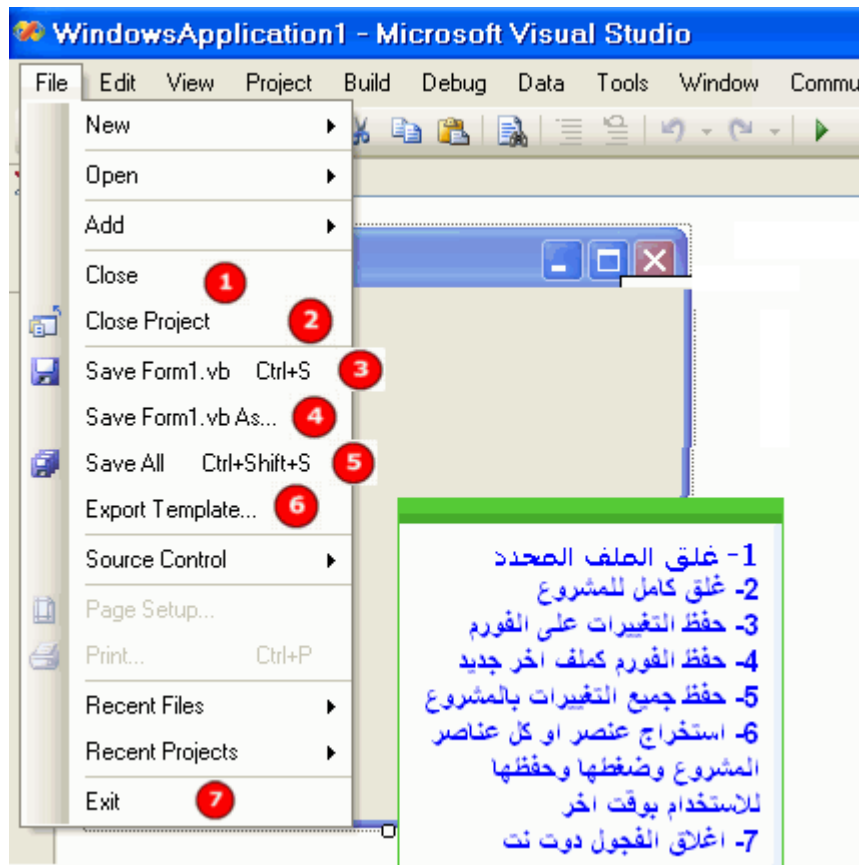 WindowsApplication1 - Microsoft Visual Studio
File Edit View Project Build Debug Data Tools Window Commu
New
Open
Add
Close 1
Close Project 2
Save Form1.vb Ctrl+S 3
Save Form1.vb As... 4
Save All Ctrl+Shift+S 5
Export Template... 6
Source Control
Page Setup...
Print... Ctrl+P
Recent Files
Recent Projects
Exit 7
1- غلق الملف المحدد
2- غلق كامل للمشروع
3- حفظ التغييرات على الفورم
4- حفظ الفورم كملف اخر جديد
5- حفظ جميع التغييرات بالمشروع
6- استخراج عنصر او كل عناصر
المشروع وضغطها وحفظها
للاستخدام بوقت اخر
7- اغلاق الفجول دوت نت